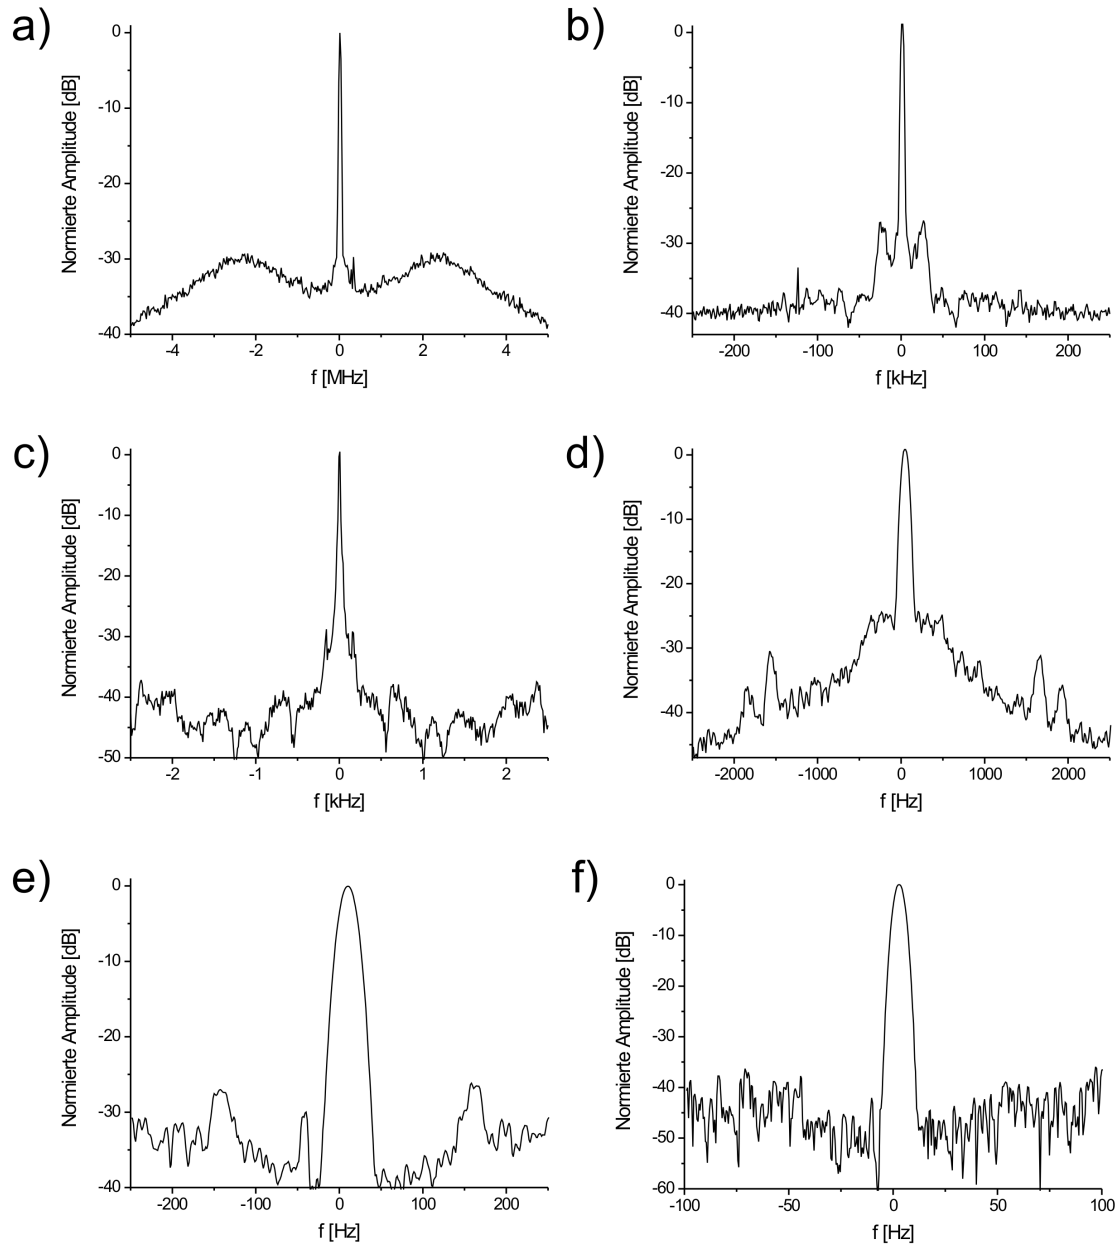 a)
0
-10
-20
-30
-40
Normierte Amplitude [dB]
-4 -2 0 2 4
f [MHz]
b)
0
-10
-20
-30
-40
Normierte Amplitude [dB]
-200 -100 0 100 200
f [kHz]
c)
0
-10
-20
-30
-40
-50
Normierte Amplitude [dB]
-2 -1 0 1 2
f [kHz]
d)
0
-10
-20
-30
-40
Normierte Amplitude [dB]
-2000 -1000 0 1000 2000
f [Hz]
e)
0
-10
-20
-30
-40
Normierte Amplitude [dB]
-200 -100 0 100 200
f [Hz]
f)
0
-10
-20
-30
-40
-50
-60
Normierte Amplitude [dB]
-100 -50 0 50 100
f [Hz]